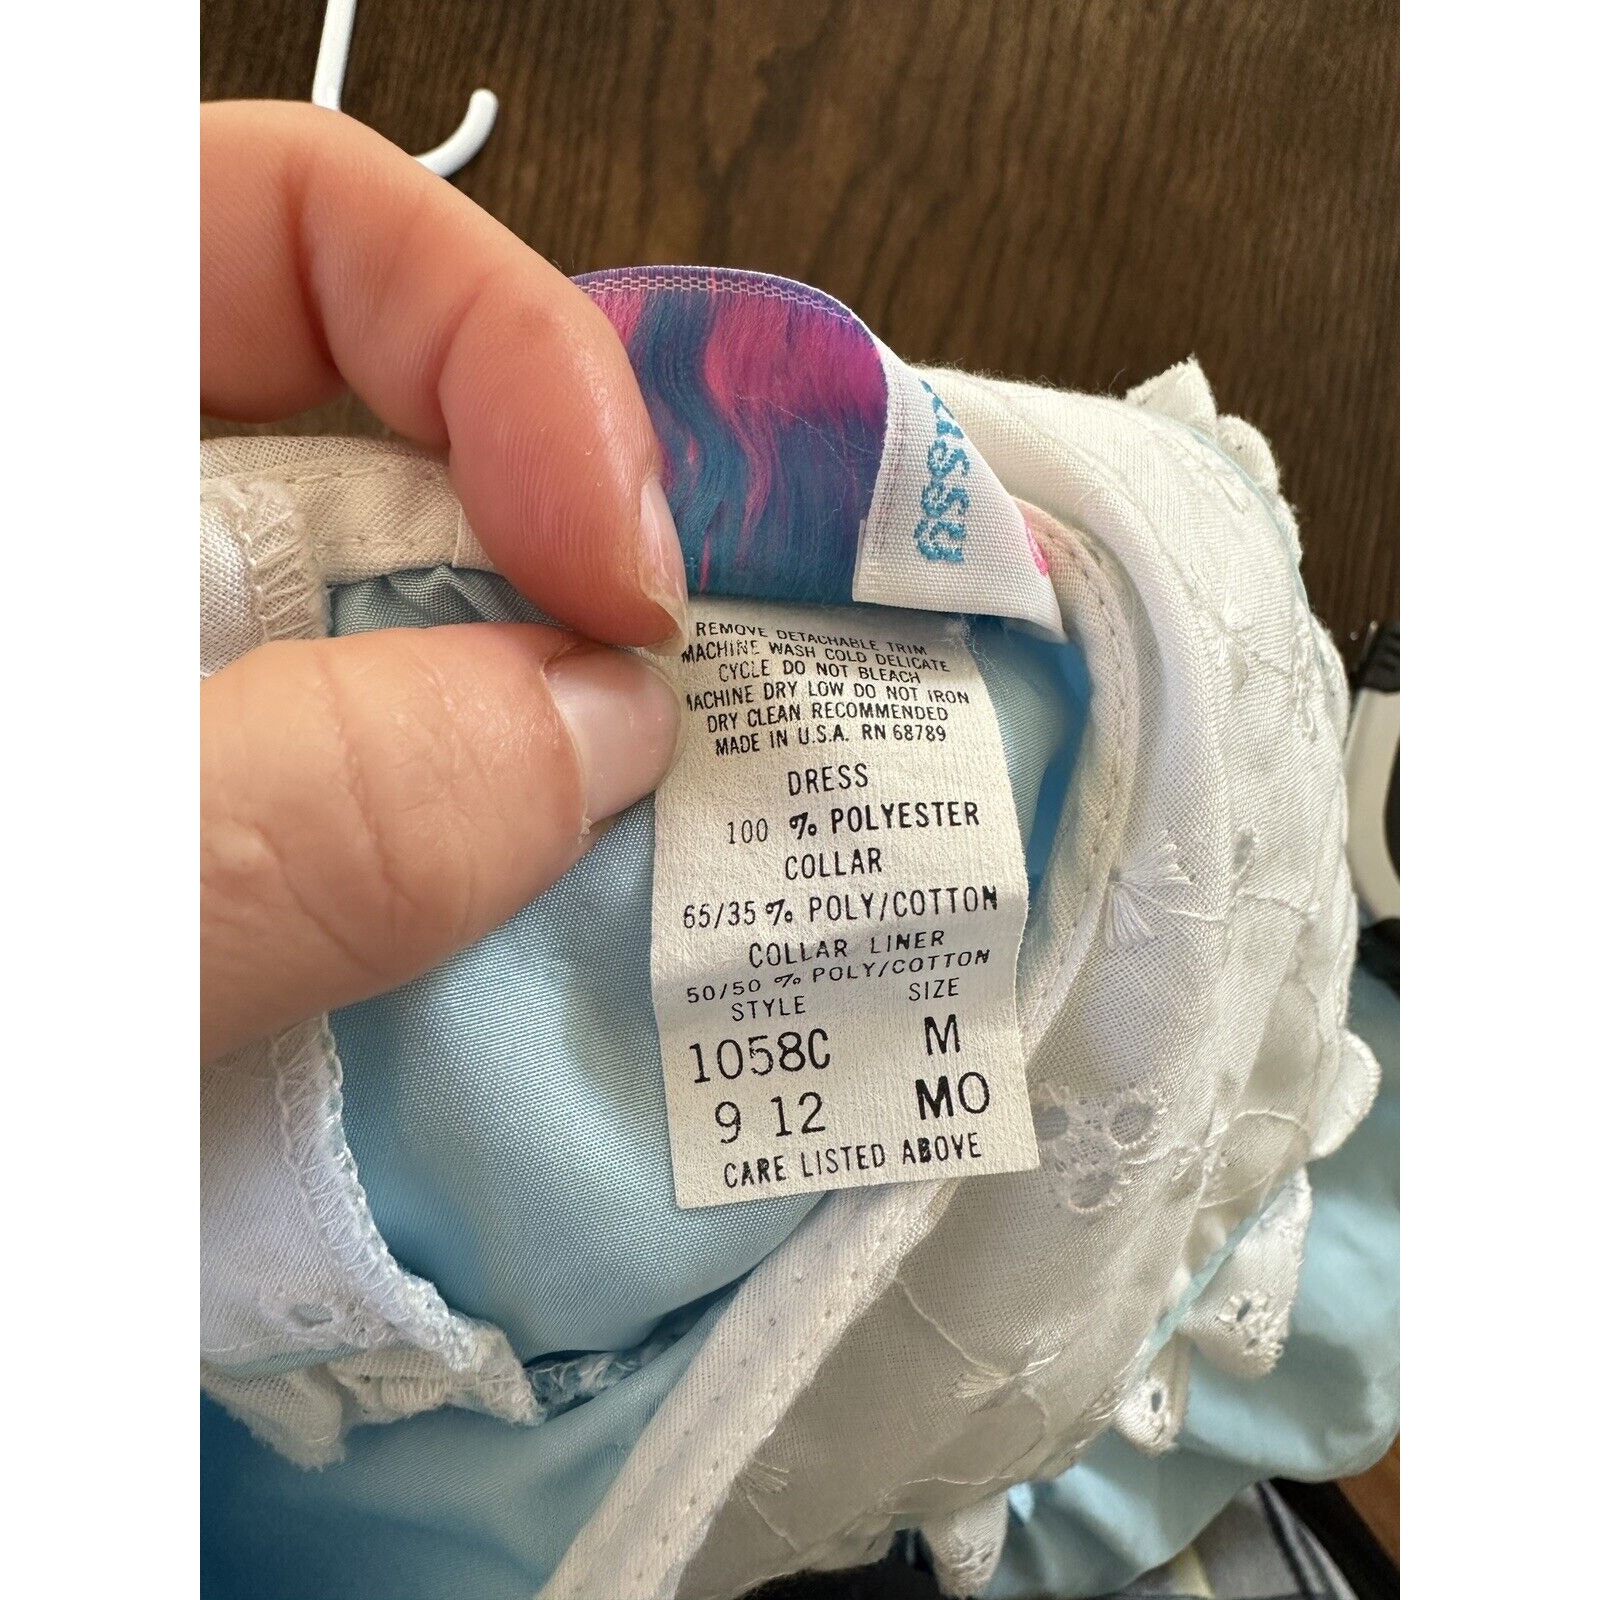 REMOVE DETACHABLE TRIM
MACHINE WASH COLD DELICATE
CYCLE DO NOT BLEACH
MACHINE DRY LOW DO NOT IRON
DRY CLEAN RECOMMENDED
MADE IN U.S.A. RN 68789
DRESS
100 % POLYESTER
COLLAR
65/35 % POLY/COTTON
COLLAR LINER
50/50 % POLY/COTTON
STYLE SIZE
1058C M
9 12 MO
CARE LISTED ABOVE